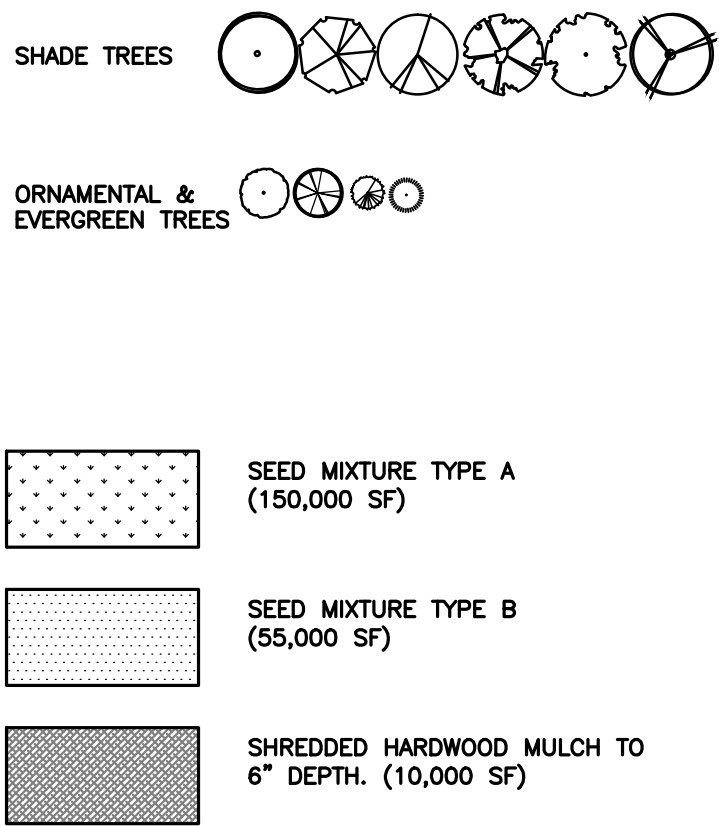 SHADE TREES
ORNAMENTAL &
EVERGREEN TREES
SEED MIXTURE TYPE A
(150,000 SF)
SEED MIXTURE TYPE B
(55,000 SF)
SHREDDED HARDWOOD MULCH TO
6" DEPTH. (10,000 SF)